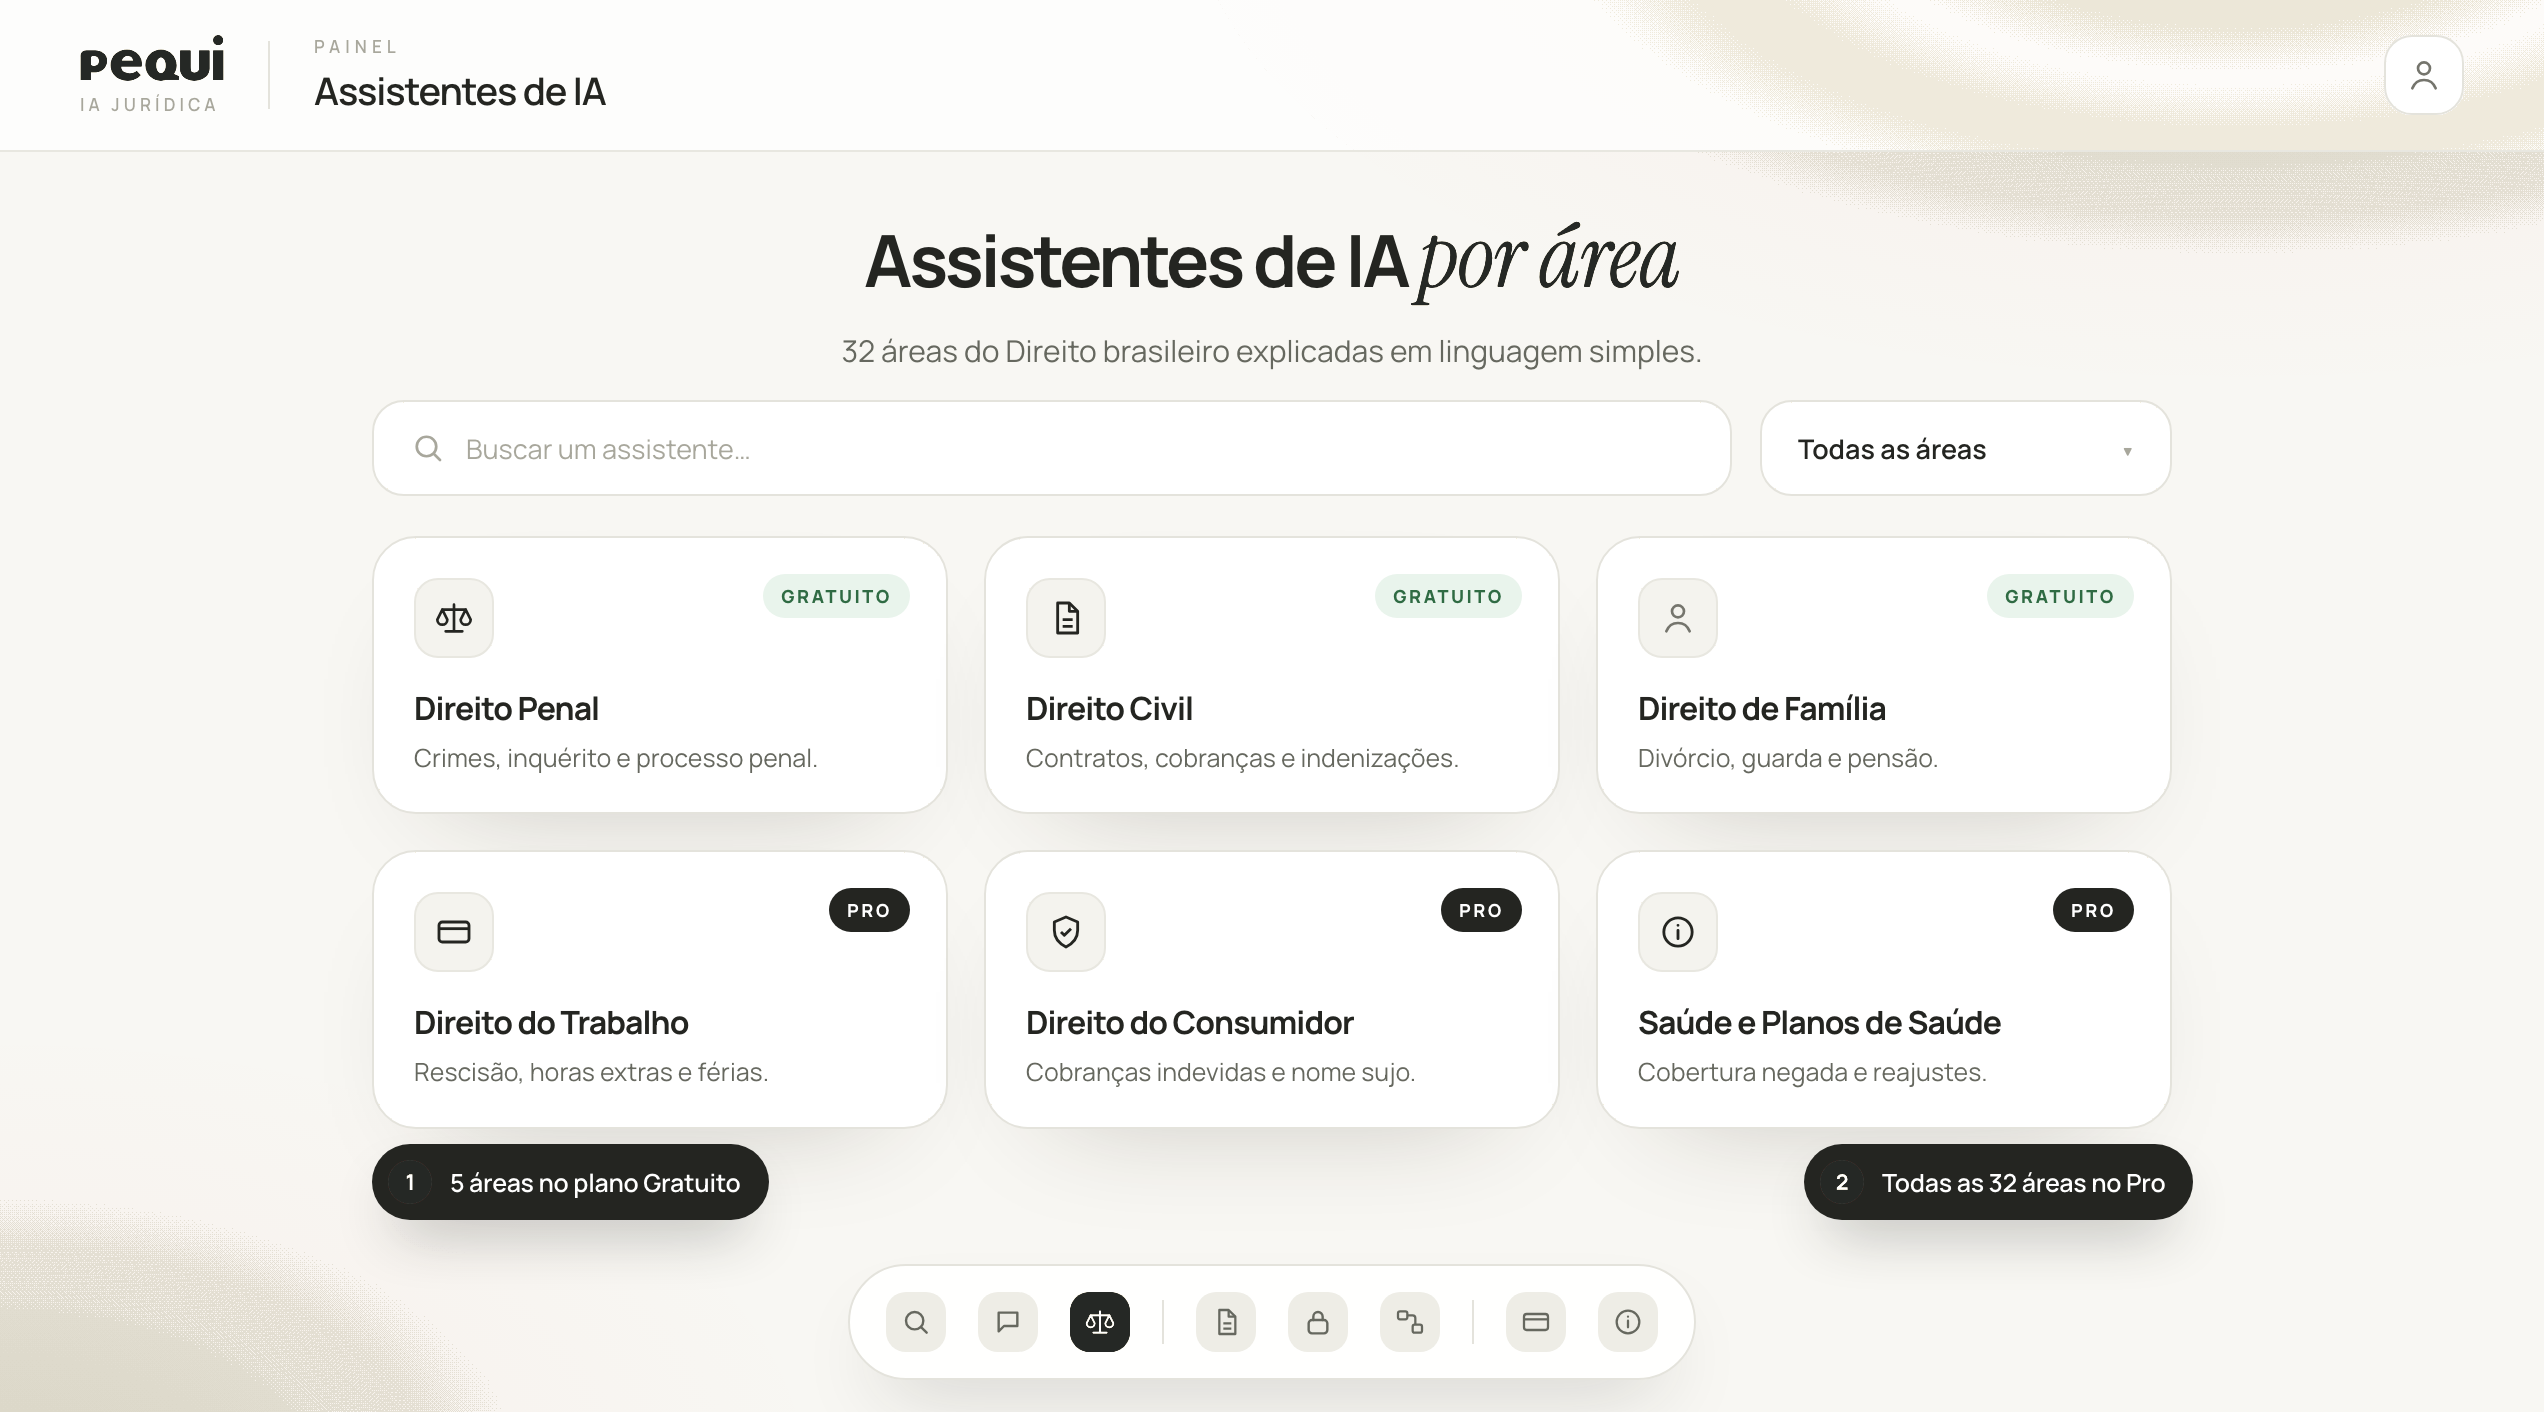 pequi
IA JURÍDICA
PAINEL
Assistentes de IA
Assistentes de IA por área
32 áreas do Direito brasileiro explicadas em linguagem simples.
Buscar um assistente...
Todas as áreas
GRATUITO
Direito Penal
Crimes, inquérito e processo penal.
GRATUITO
Direito Civil
Contratos, cobranças e indenizações.
GRATUITO
Direito de Família
Divórcio, guarda e pensão.
PRO
Direito do Trabalho
Rescisão, horas extras e férias.
PRO
Direito do Consumidor
Cobranças indevidas e nome sujo.
PRO
Saúde e Planos de Saúde
Cobertura negada e reajustes.
1 5 áreas no plano Gratuito
2 Todas as 32 áreas no Pro